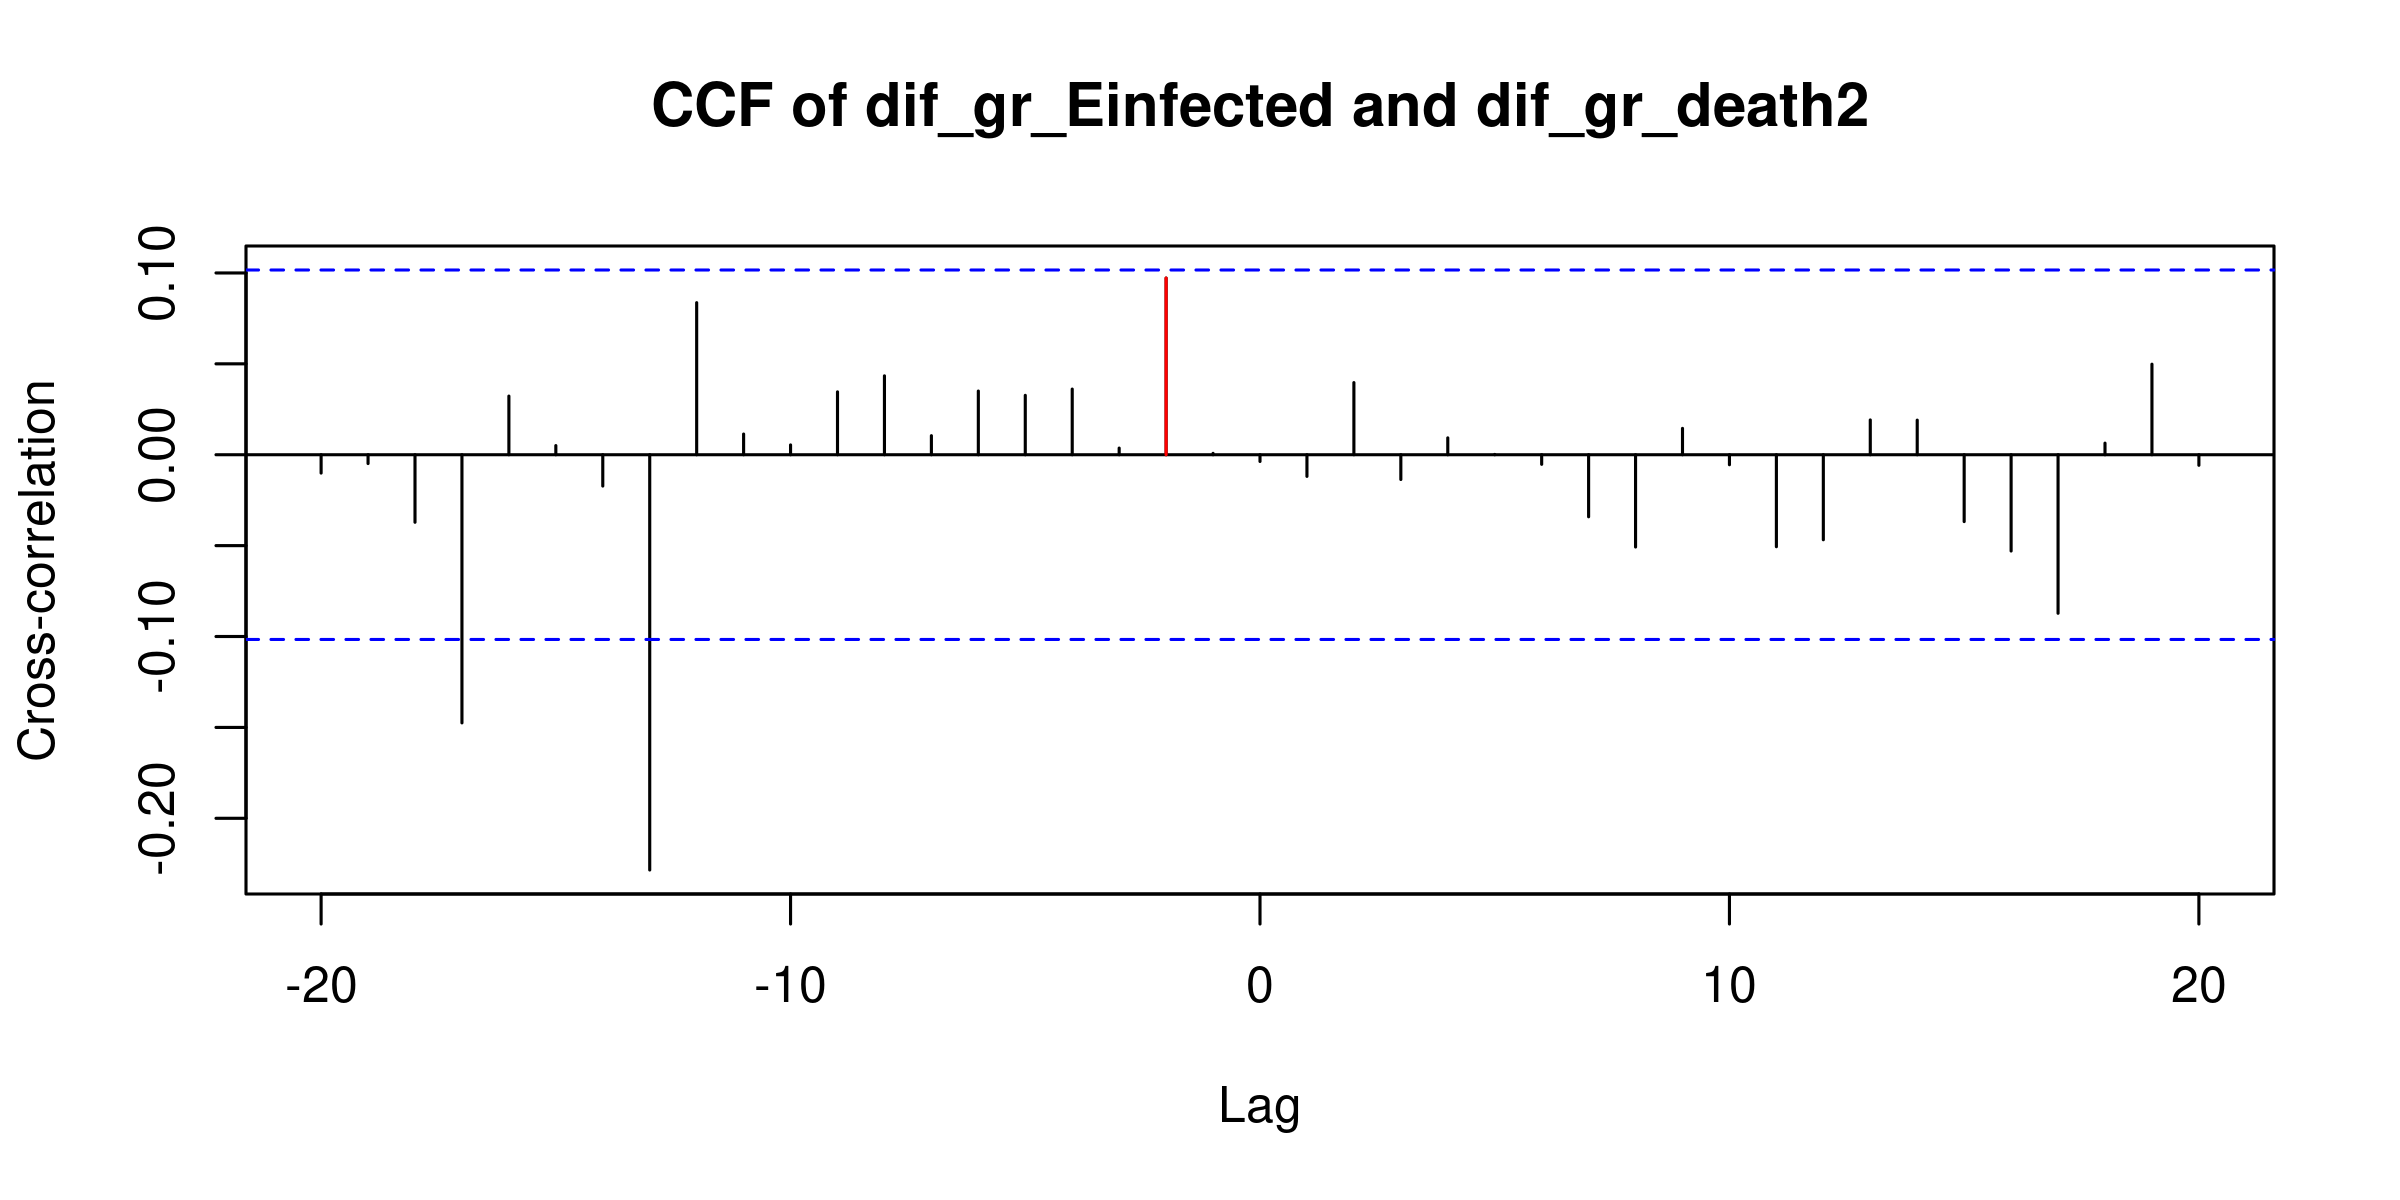 CCF of dif_gr_Einfected and dif_gr_death2
Cross-correlation
0.10
0.00
-0.10
-0.20
-20 -10 0 10 20
Lag